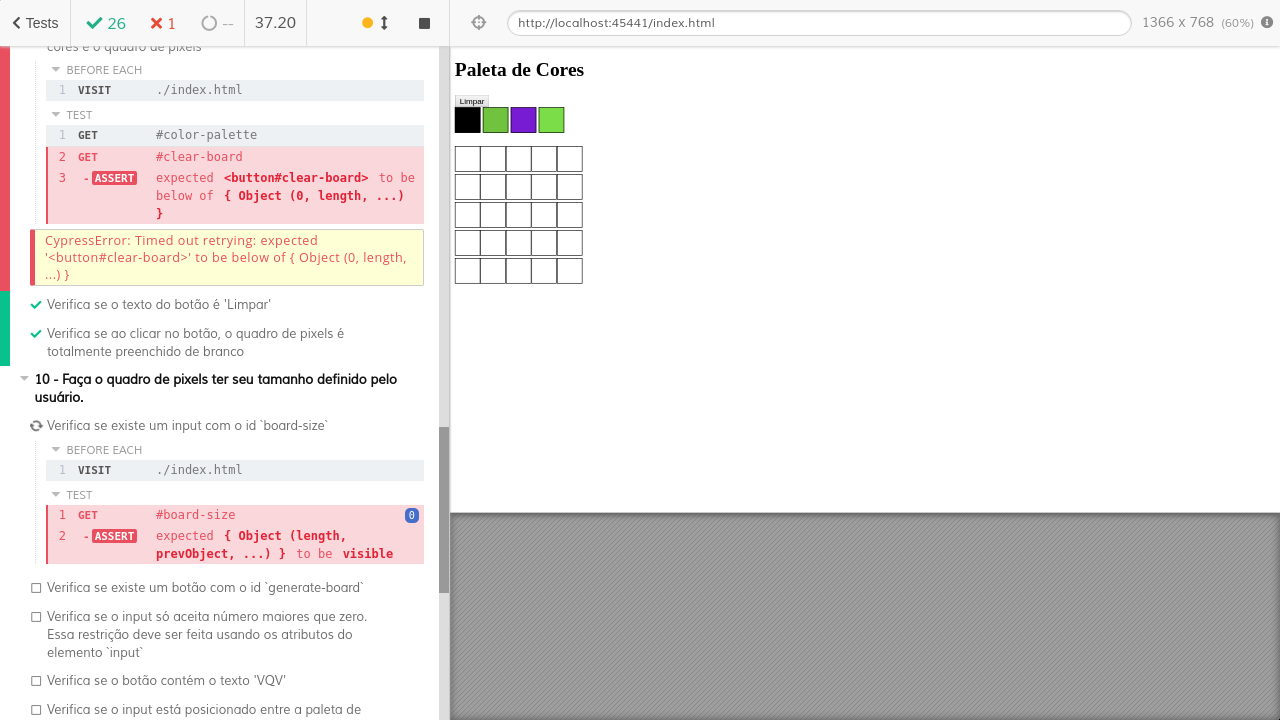 Tests 26 1 -- 37.20
http://localhost:45441/index.html 1366 x 768 (60%)
cores e o quadro de pixels
BEFORE EACH
1 VISIT ./index.html
TEST
1 GET #color-palette
2 GET #clear-board
3 - ASSERT expected <button#clear-board> to be
below of { Object (0, length, ...)
}
CypressError: Timed out retrying: expected
'<button#clear-board>' to be below of { Object (0, length,
...) }
Verifica se o texto do botão é 'Limpar'
Verifica se ao clicar no botão, o quadro de pixels é
totalmente preenchido de branco
10 - Faça o quadro de pixels ter seu tamanho definido pelo
usuário.
Verifica se existe um input com o id `board-size`
BEFORE EACH
1 VISIT ./index.html
TEST
1 GET #board-size 0
2 - ASSERT expected { Object (length,
prevObject, ...) } to be visible
Verifica se existe um botão com o id `generate-board`
Verifica se o input só aceita número maiores que zero.
Essa restrição deve ser feita usando os atributos do
elemento `input`
Verifica se o botão contém o texto 'VQV'
Verifica se o input está posicionado entre a paleta de
Paleta de Cores
Limpar